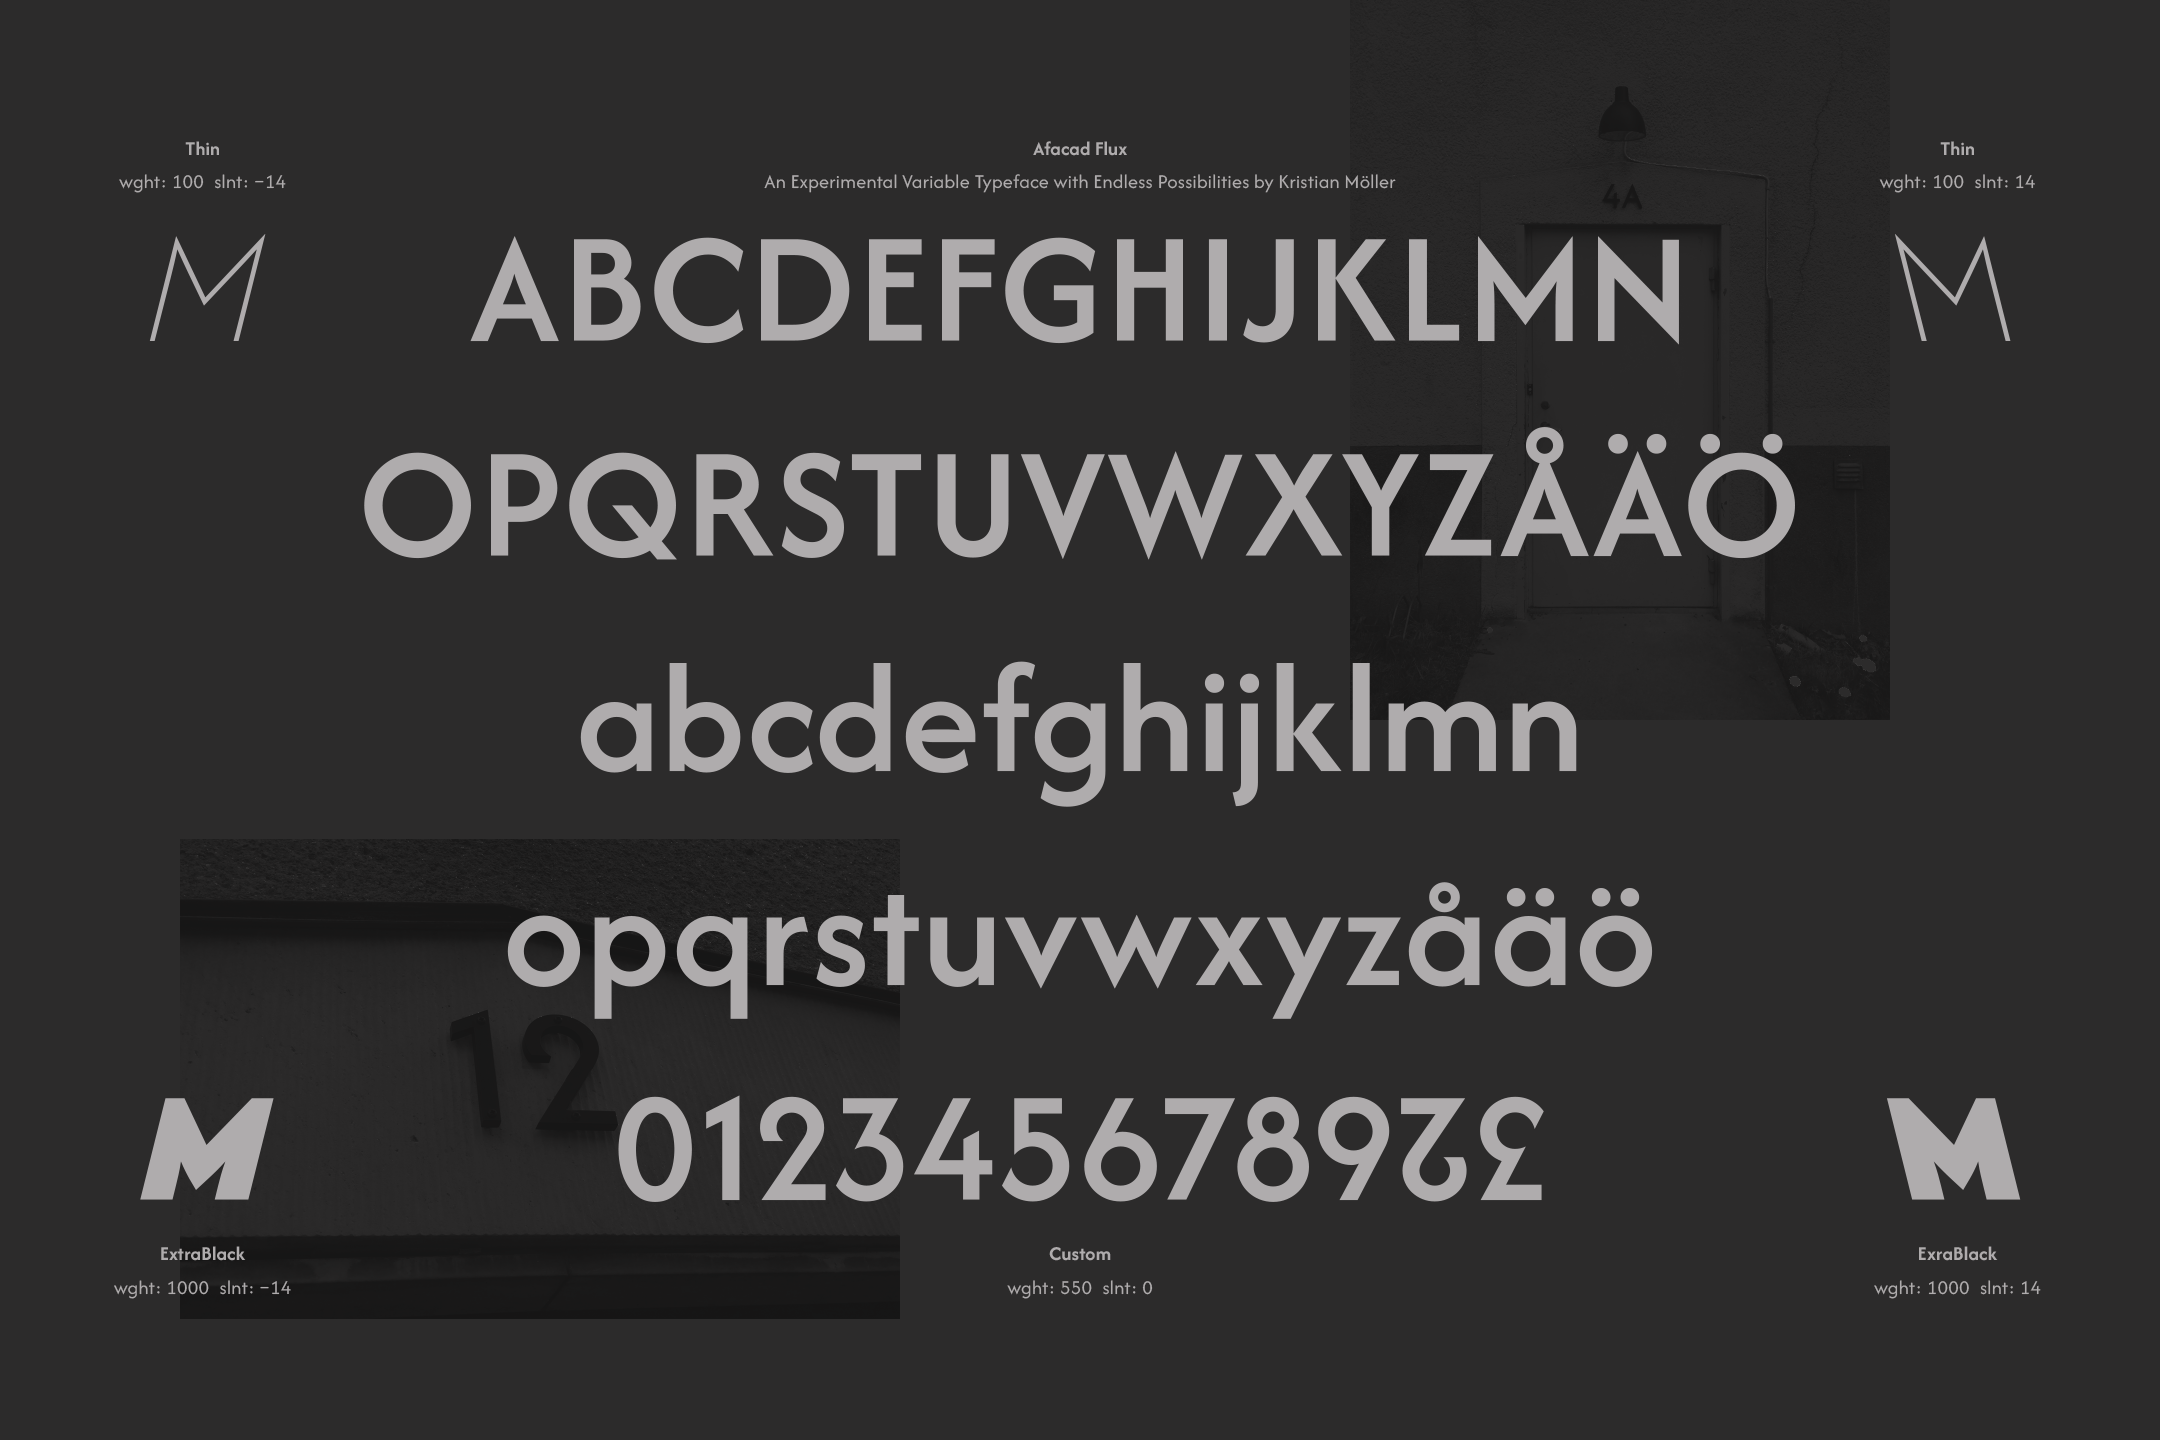 Thin
wght: 100 slnt: −14
Afacad Flux
An Experimental Variable Typeface with Endless Possibilities by Kristian Möller
Thin
wght: 100 slnt: 14
4A
M
ABCDEFGHIJKLMN
M
OPQRSTUVWXYZÅÄÖ
abcdefghijklmn
opqrstuvwxyzåäö
12
M
0123456789↊↋
M
ExtraBlack
wght: 1000 slnt: −14
Custom
wght: 550 slnt: 0
ExraBlack
wght: 1000 slnt: 14